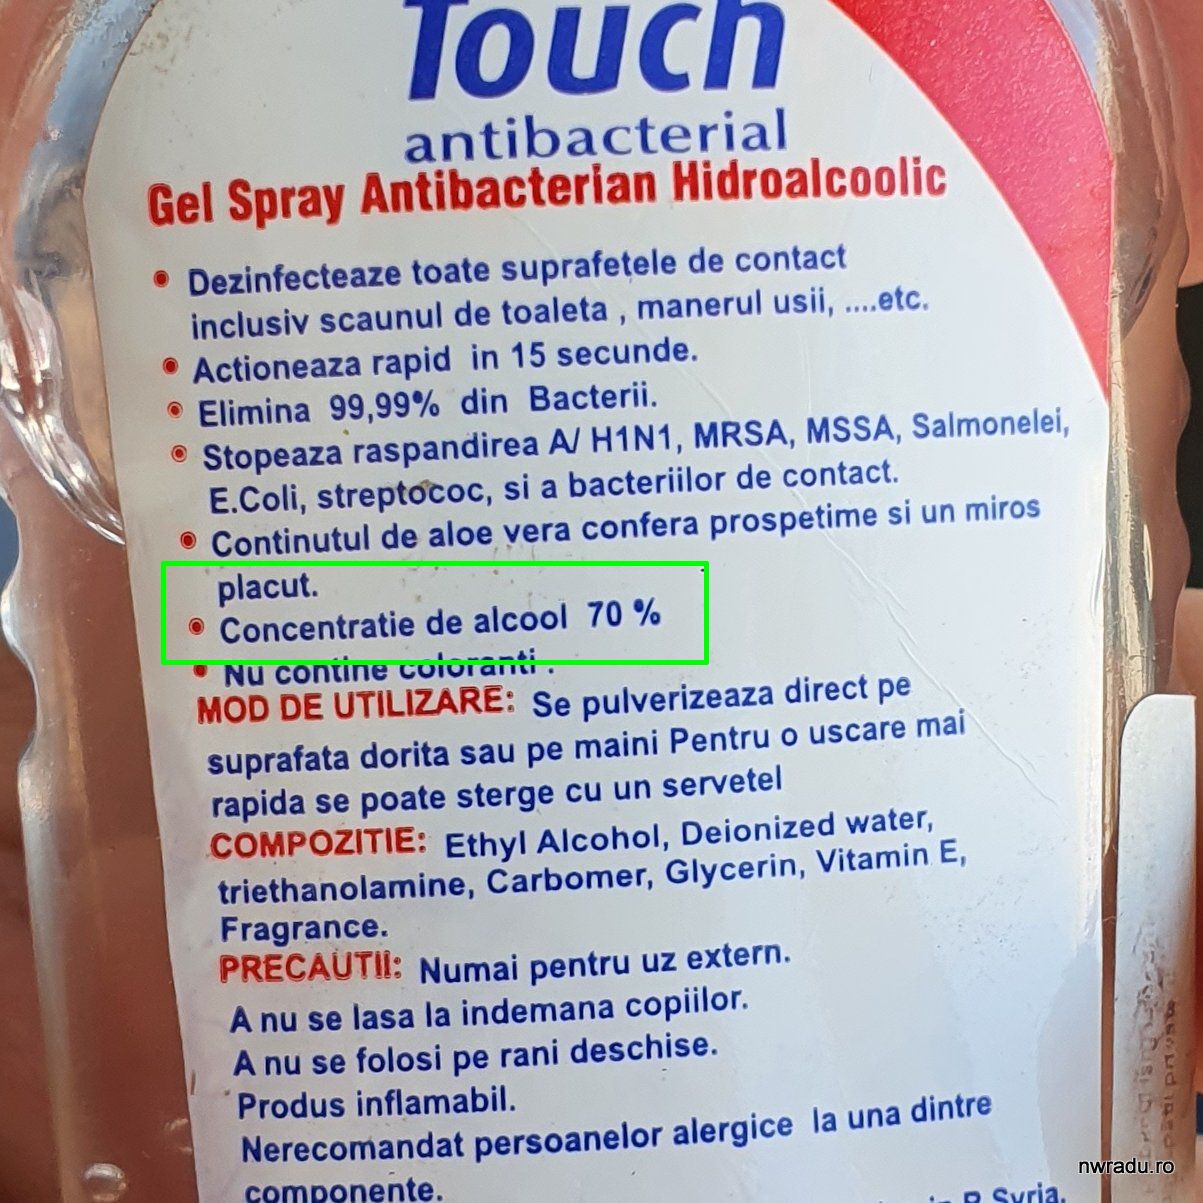 Touch
antibacterial
Gel Spray Antibacterian Hidroalcoolic
• Dezinfecteaze toate suprafețele de contact
inclusiv scaunul de toaleta , manerul usii, ....etc.
• Actioneaza rapid in 15 secunde.
• Elimina 99,99% din Bacterii.
• Stopeaza raspandirea A/ H1N1, MRSA, MSSA, Salmonelei,
E.Coli, streptococ, si a bacteriilor de contact.
• Continutul de aloe vera confera prospetime si un miros
placut.
• Concentratie de alcool 70 %
• Nu contine coloranti .
MOD DE UTILIZARE: Se pulverizeaza direct pe
suprafata dorita sau pe maini Pentru o uscare mai
rapida se poate sterge cu un servetel
COMPOZITIE: Ethyl Alcohol, Deionized water,
triethanolamine, Carbomer, Glycerin, Vitamin E,
Fragrance.
PRECAUTII: Numai pentru uz extern.
A nu se lasa la indemana copiilor.
A nu se folosi pe rani deschise.
Produs inflamabil.
Nerecomandat persoanelor alergice la una dintre
componente.
in R Syria.
nwradu.ro